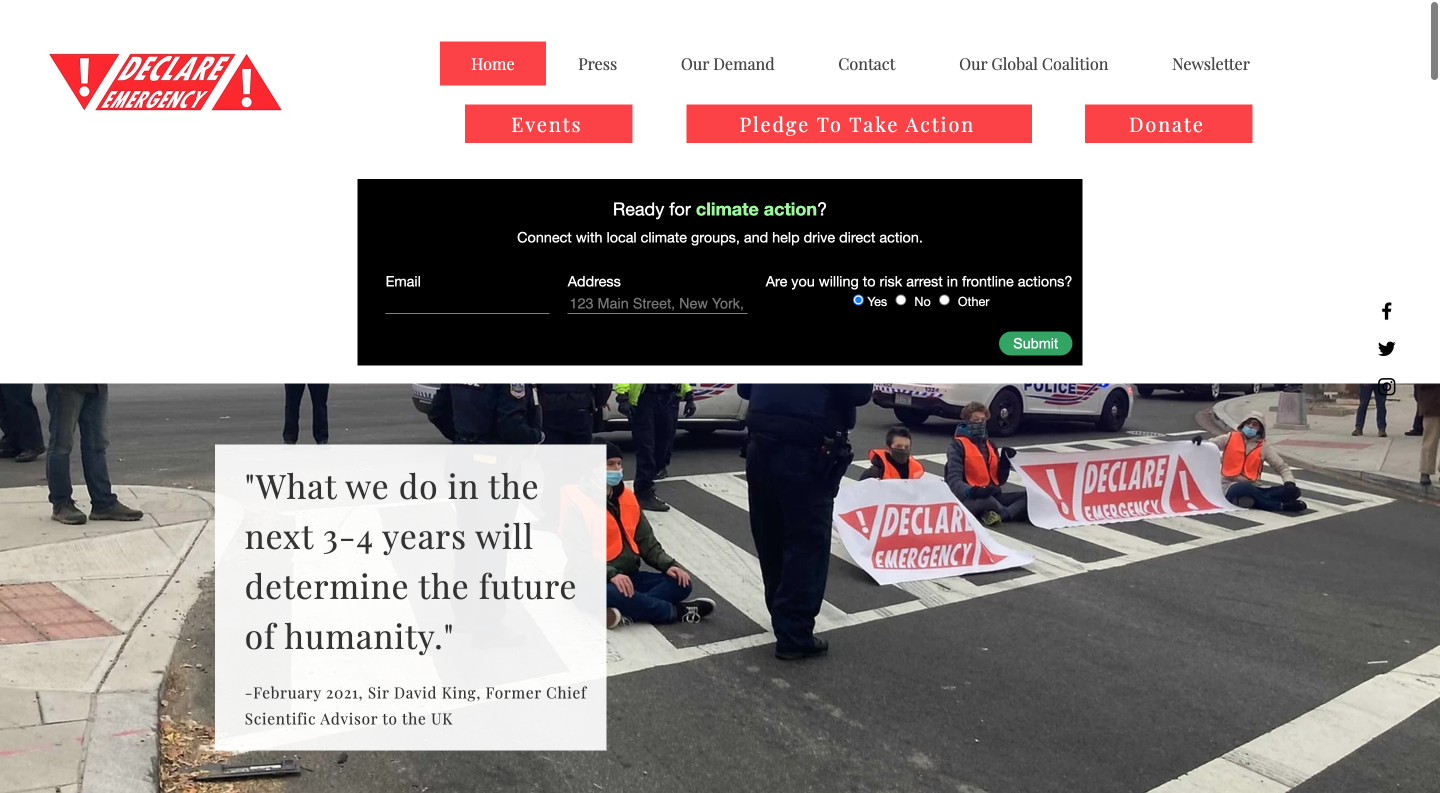 ! DECLARE EMERGENCY !
Home
Press
Our Demand
Contact
Our Global Coalition
Newsletter
Events
Pledge To Take Action
Donate
Ready for climate action?
Connect with local climate groups, and help drive direct action.
Email
Address
Are you willing to risk arrest in frontline actions?
123 Main Street, New York,
Yes
No
Other
Submit
POLICE
! DECLARE
EMERGENCY
! DECLARE !
EMERGENCY
"What we do in the
next 3-4 years will
determine the future
of humanity."
-February 2021, Sir David King, Former Chief
Scientific Advisor to the UK